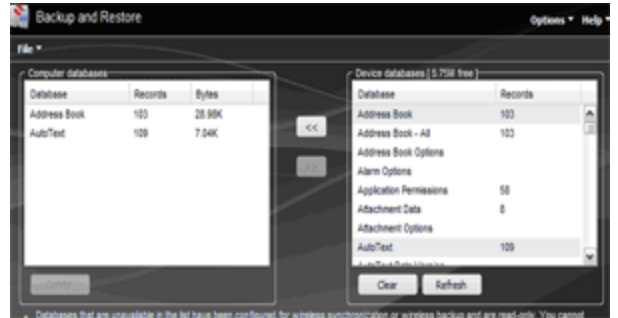 Backup and Restore
Options Help
File
Computer databases
Database Records Bytes
Address Book 103 28.98K
AutoText 109 7.04K
<<
>>
Delete
Device databases [ 5.75M free ]
Database Records
Address Book 103
Address Book - All 103
Address Book Options
Alarm Options
Application Permissions 58
Attachment Data 8
Attachment Options
AutoText 109
AutoText Data Version
Clear Refresh
Databases that are unavailable in the list have been configured for wireless synchronization or wireless backup and are read-only. You cannot